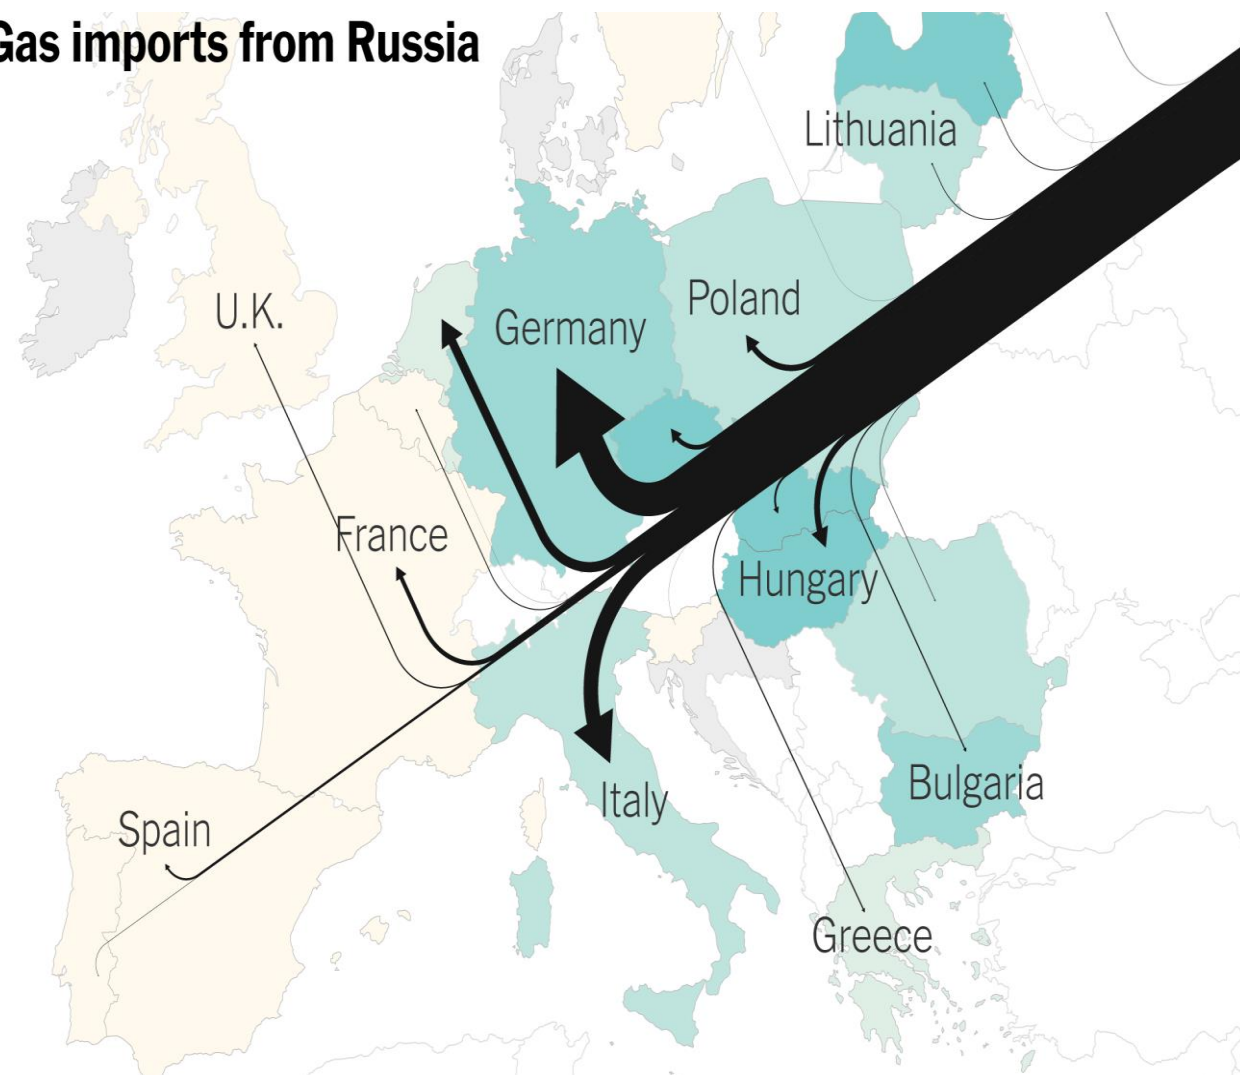 Gas imports from Russia
Lithuania
U.K.
Poland
Germany
France
Hungary
Italy
Bulgaria
Spain
Greece